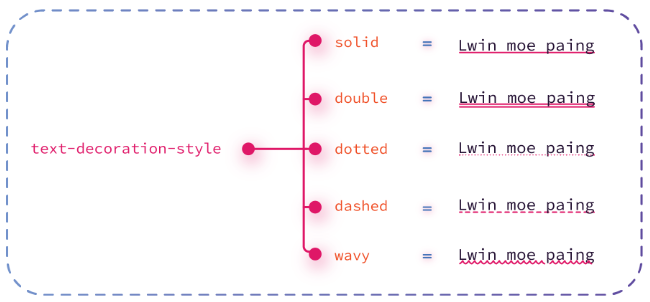 solid = Lwin moe paing
double = Lwin moe paing
text-decoration-style
dotted = Lwin moe paing
dashed = Lwin moe paing
wavy = Lwin moe paing